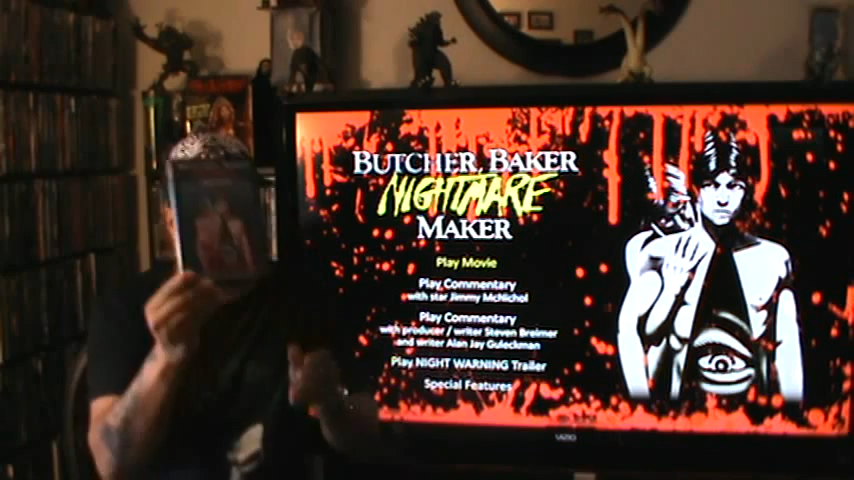 BUTCHER, BAKER
NIGHTMARE
MAKER
Play Movie
Play Commentary
with star Jimmy McNichol
Play Commentary
with producer / writer Steven Breimer
and writer Alan Jay Glueckman
Play NIGHT WARNING Trailer
Special Features
VIZIO